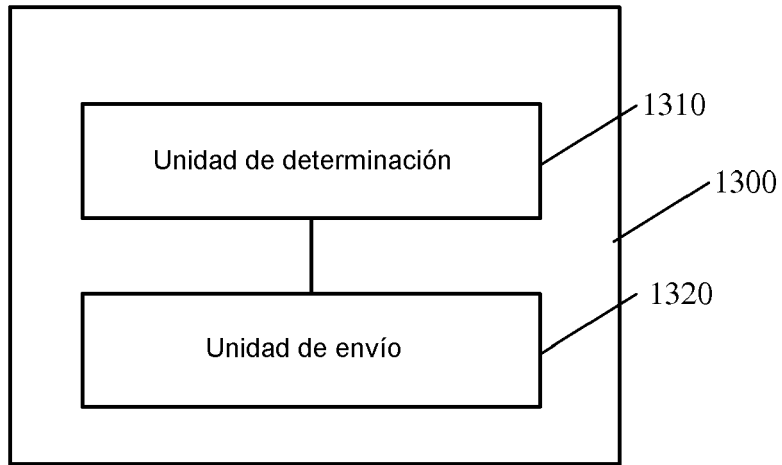 1310
Unidad de determinación
1300
1320
Unidad de envío